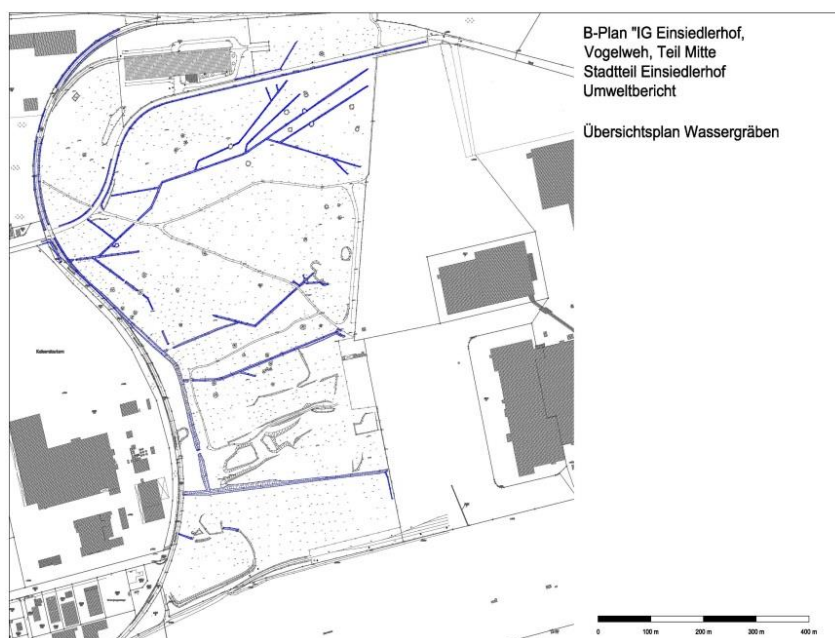 B-Plan "IG Einsiedlerhof,
Vogelweh, Teil Mitte
Stadtteil Einsiedlerhof
Umweltbericht
Übersichtsplan Wassergräben
0 100 m 200 m 300 m 400 m